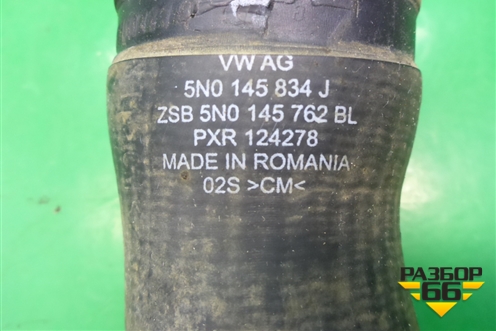 VW AG
5N0 145 834 J
ZSB 5N0 145 762 BL
PXR 124278
MADE IN ROMANIA
02S >CM<
РАЗБОР
66